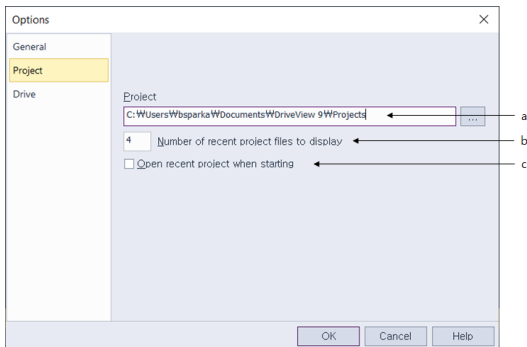 Options
General
Project
Drive
Project
C:₩Users₩bsparka₩Documents₩DriveView 9₩Projects
...
a
4 Number of recent project files to display
b
Open recent project when starting
c
OK Cancel Help